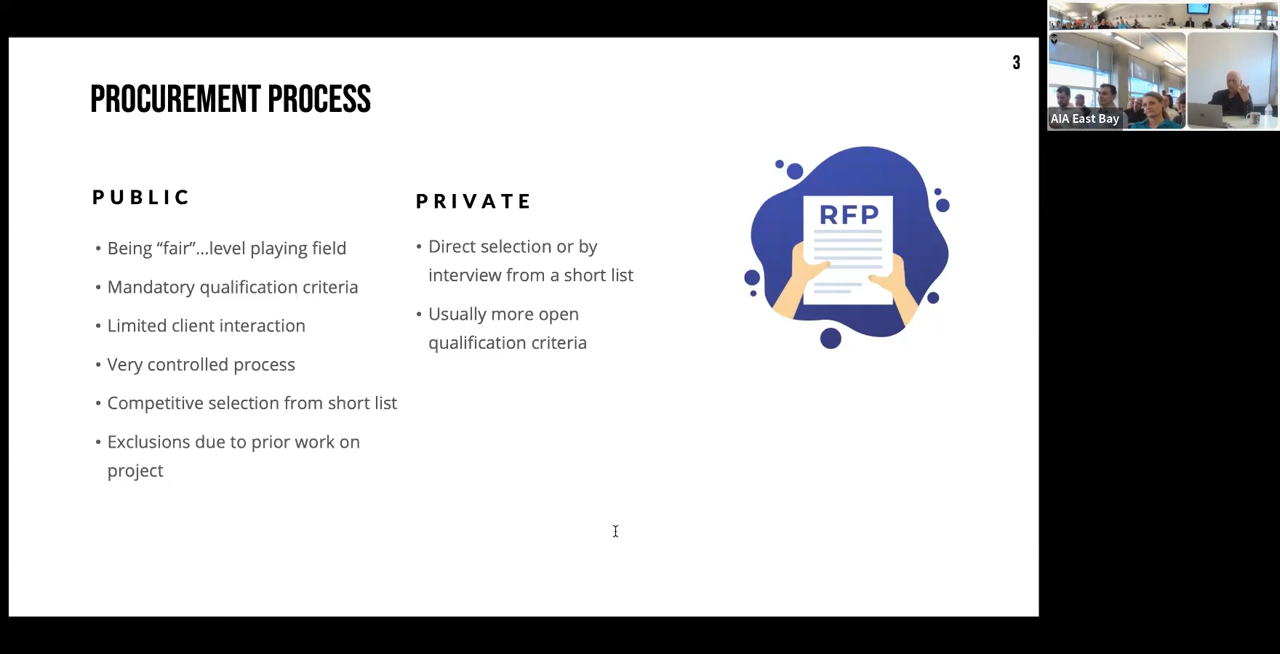 3
PROCUREMENT PROCESS
PUBLIC
• Being “fair”...level playing field
• Mandatory qualification criteria
• Limited client interaction
• Very controlled process
• Competitive selection from short list
• Exclusions due to prior work on
project
PRIVATE
• Direct selection or by
interview from a short list
• Usually more open
qualification criteria
RFP
AIA East Bay